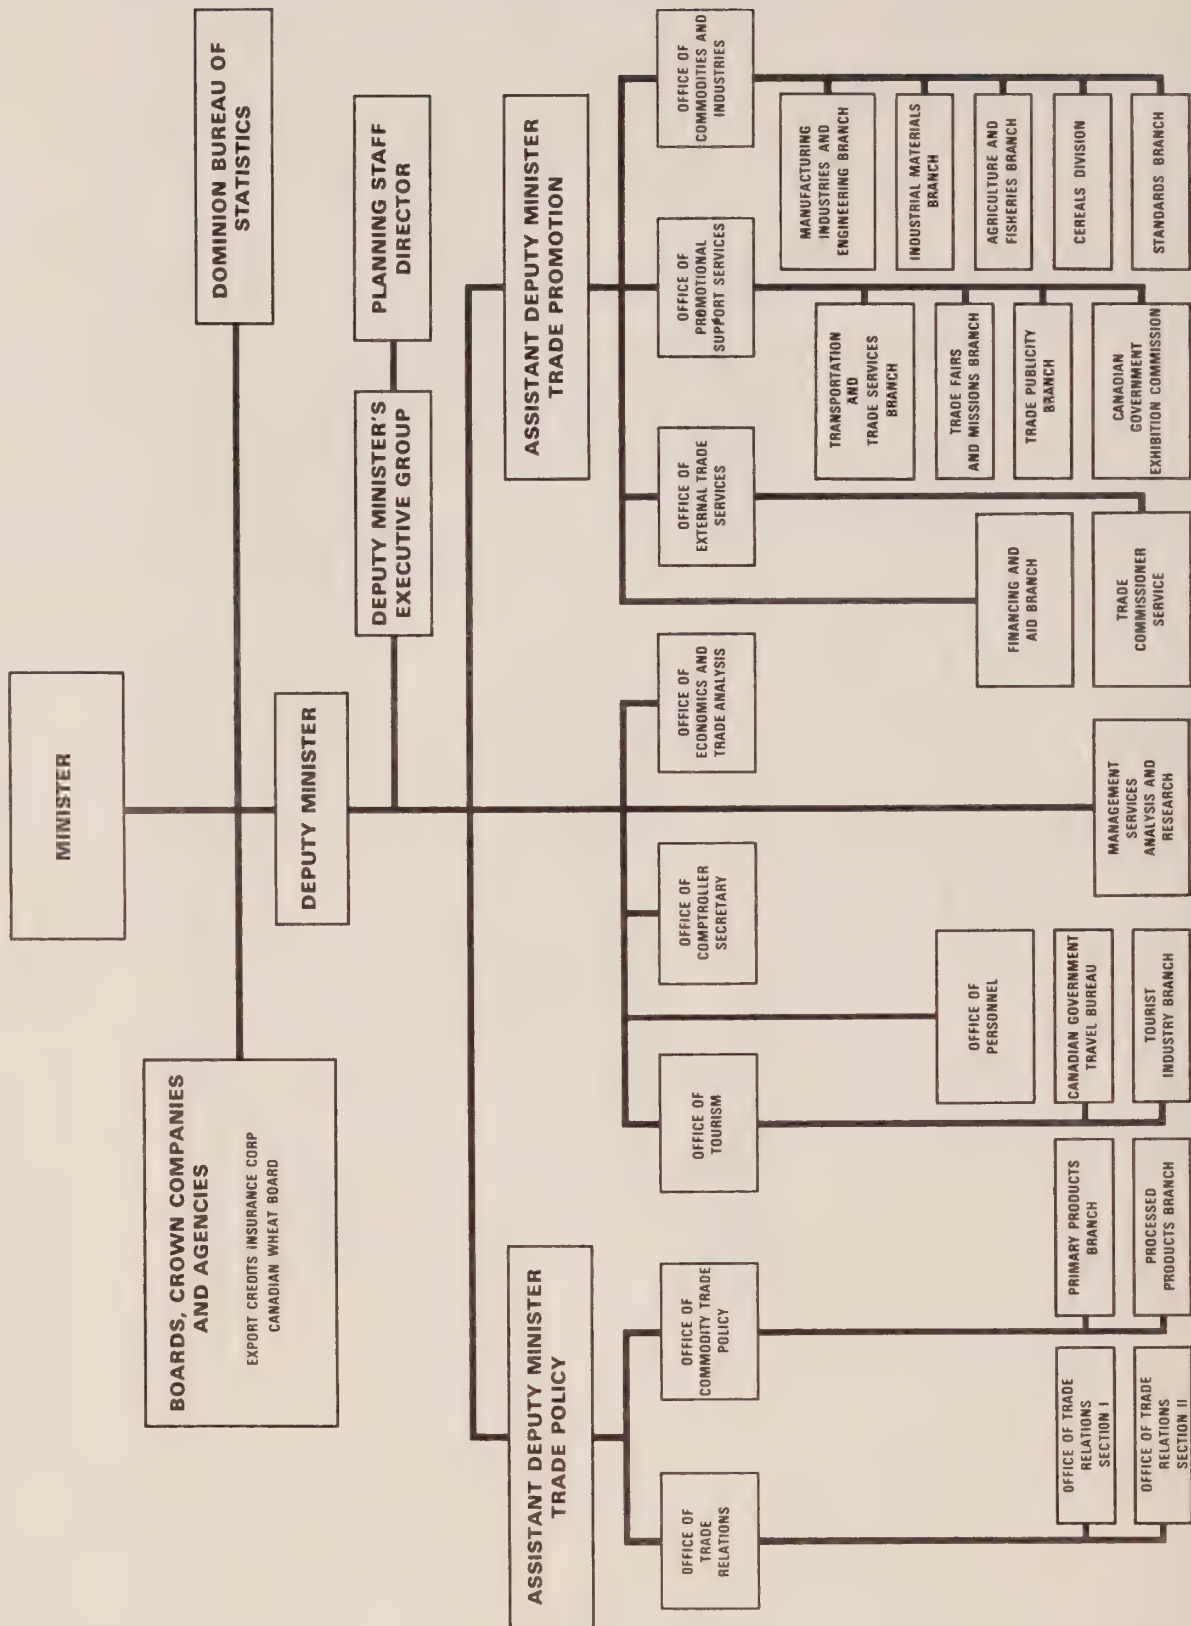 MINISTER
BOARDS, CROWN COMPANIES
AND AGENCIES
EXPORT CREDITS INSURANCE CORP
CANADIAN WHEAT BOARD
DOMINION BUREAU OF
STATISTICS
DEPUTY MINISTER
DEPUTY MINISTER'S
EXECUTIVE GROUP
PLANNING STAFF
DIRECTOR
ASSISTANT DEPUTY MINISTER
TRADE POLICY
ASSISTANT DEPUTY MINISTER
TRADE PROMOTION
OFFICE OF
TRADE
RELATIONS
OFFICE OF
COMMODITY TRADE
POLICY
OFFICE OF
TOURISM
OFFICE OF
COMPTROLLER
SECRETARY
OFFICE OF
ECONOMICS AND
TRADE ANALYSIS
OFFICE OF
EXTERNAL TRADE
SERVICES
OFFICE OF
PROMOTIONAL
SUPPORT SERVICES
OFFICE OF
COMMODITIES AND
INDUSTRIES
OFFICE OF TRADE
RELATIONS
SECTION I
OFFICE OF TRADE
RELATIONS
SECTION II
PRIMARY PRODUCTS
BRANCH
PROCESSED
PRODUCTS BRANCH
OFFICE OF
PERSONNEL
CANADIAN GOVERNMENT
TRAVEL BUREAU
TOURIST
INDUSTRY BRANCH
MANAGEMENT
SERVICES
ANALYSIS AND
RESEARCH
FINANCING AND
AID BRANCH
TRADE
COMMISSIONER
SERVICE
TRANSPORTATION
AND
TRADE SERVICES
BRANCH
TRADE FAIRS
AND MISSIONS BRANCH
TRADE PUBLICITY
BRANCH
CANADIAN
GOVERNMENT
EXHIBITION COMMISSION
MANUFACTURING
INDUSTRIES AND
ENGINEERING BRANCH
INDUSTRIAL MATERIALS
BRANCH
AGRICULTURE AND
FISHERIES BRANCH
CEREALS DIVISION
STANDARDS BRANCH